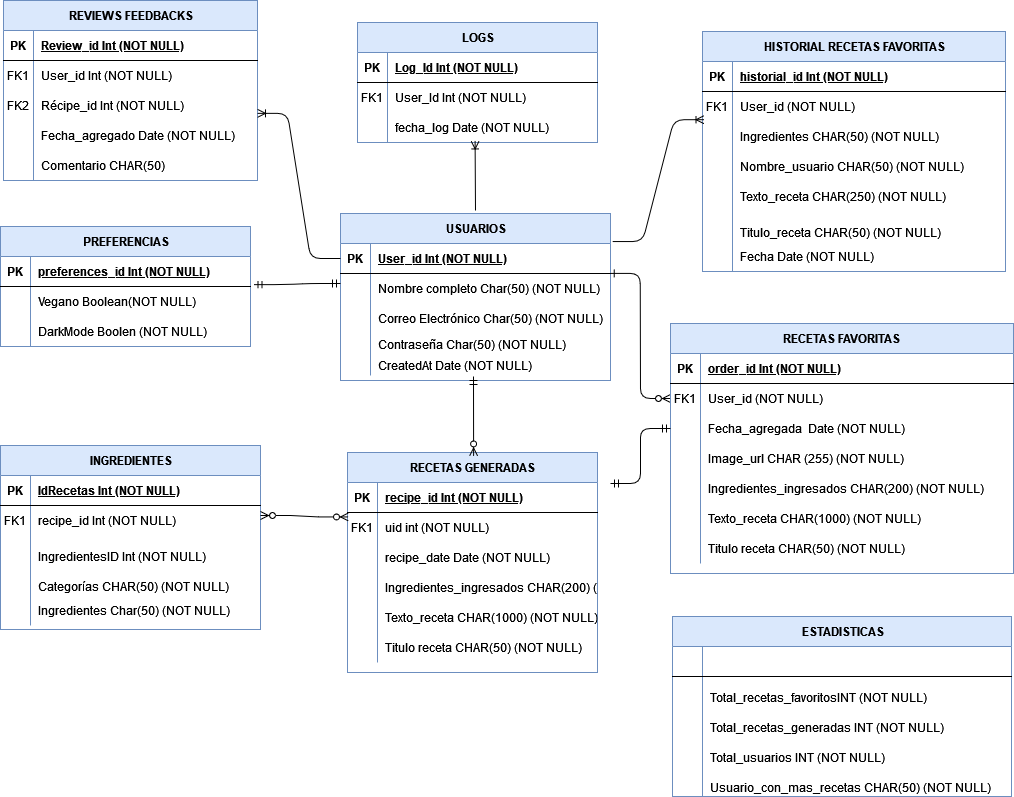 REVIEWS FEEDBACKS
PK Review_id Int (NOT NULL)
FK1 User_id Int (NOT NULL)
FK2 Récipe_id Int (NOT NULL)
Fecha_agregado Date (NOT NULL)
Comentario CHAR(50)
LOGS
PK Log_Id Int (NOT NULL)
FK1 User_Id Int (NOT NULL)
fecha_log Date (NOT NULL)
HISTORIAL RECETAS FAVORITAS
PK historial_id Int (NOT NULL)
FK1 User_id (NOT NULL)
Ingredientes CHAR(50) (NOT NULL)
Nombre_usuario CHAR(50) (NOT NULL)
Texto_receta CHAR(250) (NOT NULL)
Titulo_receta CHAR(50) (NOT NULL)
Fecha Date (NOT NULL)
PREFERENCIAS
PK preferences_id Int (NOT NULL)
Vegano Boolean(NOT NULL)
DarkMode Boolen (NOT NULL)
USUARIOS
PK User_id Int (NOT NULL)
Nombre completo Char(50) (NOT NULL)
Correo Electrónico Char(50) (NOT NULL)
Contraseña Char(50) (NOT NULL)
CreatedAt Date (NOT NULL)
RECETAS FAVORITAS
PK order_id Int (NOT NULL)
FK1 User_id (NOT NULL)
Fecha_agregada Date (NOT NULL)
Image_url CHAR (255) (NOT NULL)
Ingredientes_ingresados CHAR(200) (NOT NULL)
Texto_receta CHAR(1000) (NOT NULL)
Titulo receta CHAR(50) (NOT NULL)
INGREDIENTES
PK IdRecetas Int (NOT NULL)
FK1 recipe_id Int (NOT NULL)
IngredientesID Int (NOT NULL)
Categorías CHAR(50) (NOT NULL)
Ingredientes Char(50) (NOT NULL)
RECETAS GENERADAS
PK recipe_id Int (NOT NULL)
FK1 uid int (NOT NULL)
recipe_date Date (NOT NULL)
Ingredientes_ingresados CHAR(200) (
Texto_receta CHAR(1000) (NOT NULL)
Titulo receta CHAR(50) (NOT NULL)
ESTADISTICAS
Total_recetas_favoritosINT (NOT NULL)
Total_recetas_generadas INT (NOT NULL)
Total_usuarios INT (NOT NULL)
Usuario_con_mas_recetas CHAR(50) (NOT NULL)